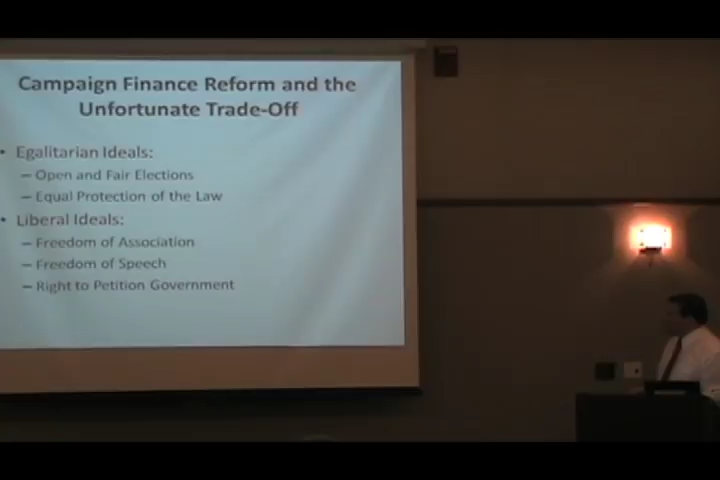 Campaign Finance Reform and the
Unfortunate Trade-Off
• Egalitarian Ideals:
– Open and Fair Elections
– Equal Protection of the Law
• Liberal Ideals:
– Freedom of Association
– Freedom of Speech
– Right to Petition Government